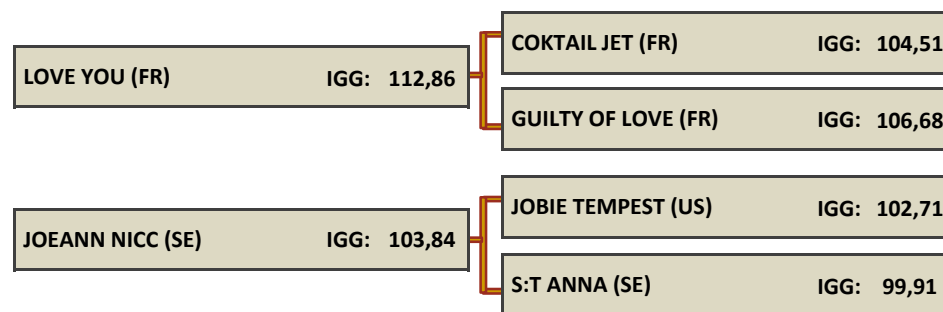 COKTAIL JET (FR) IGG: 104,51
LOVE YOU (FR) IGG: 112,86
GUILTY OF LOVE (FR) IGG: 106,68
JOBIE TEMPEST (US) IGG: 102,71
JOEANN NICC (SE) IGG: 103,84
S:T ANNA (SE) IGG: 99,91